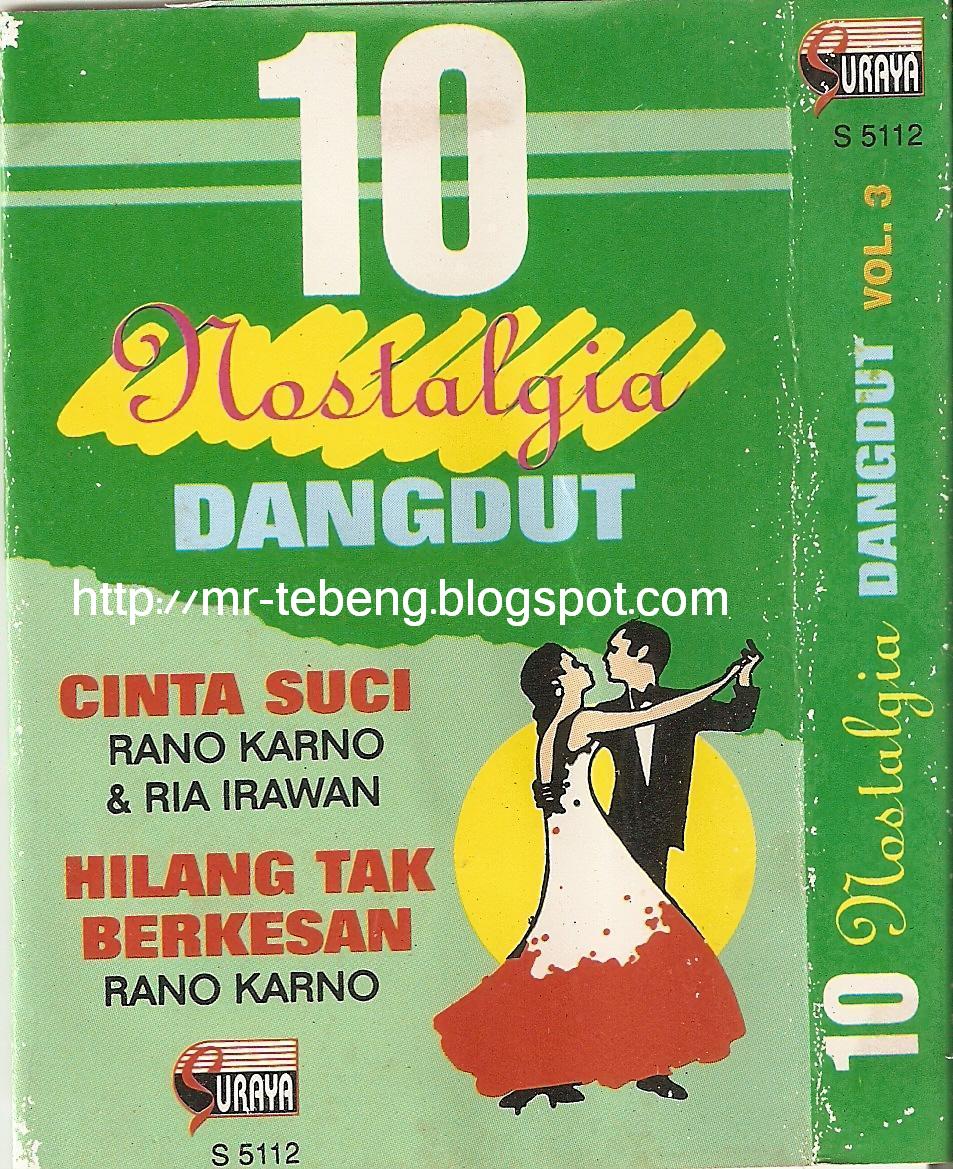 10
Nostalgia
DANGDUT
http://mr-tebeng.blogspot.com
CINTA SUCI
RANO KARNO
& RIA IRAWAN
HILANG TAK
BERKESAN
RANO KARNO
SURAYA
S 5112
SURAYA
S 5112
10 Nostalgia DANGDUT VOL. 3